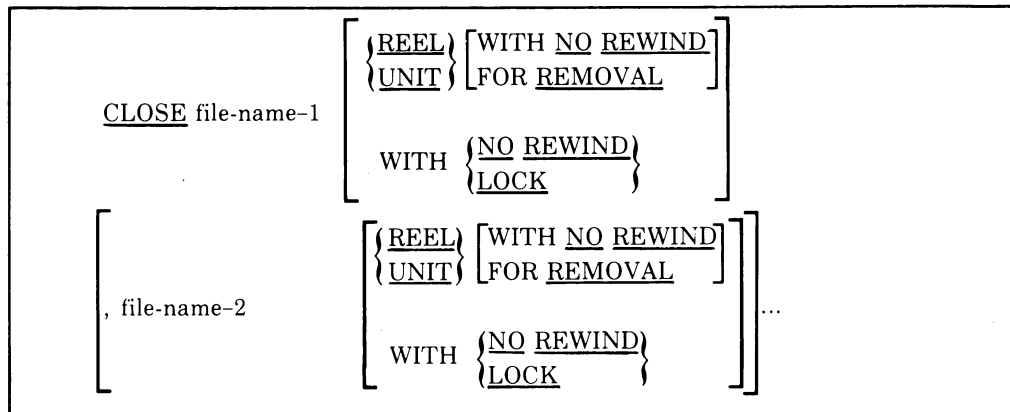 REEL WITH NO REWIND
UNIT FOR REMOVAL
CLOSE file-name-1
WITH NO REWIND
LOCK
REEL WITH NO REWIND
UNIT FOR REMOVAL
, file-name-2 ...
WITH NO REWIND
LOCK